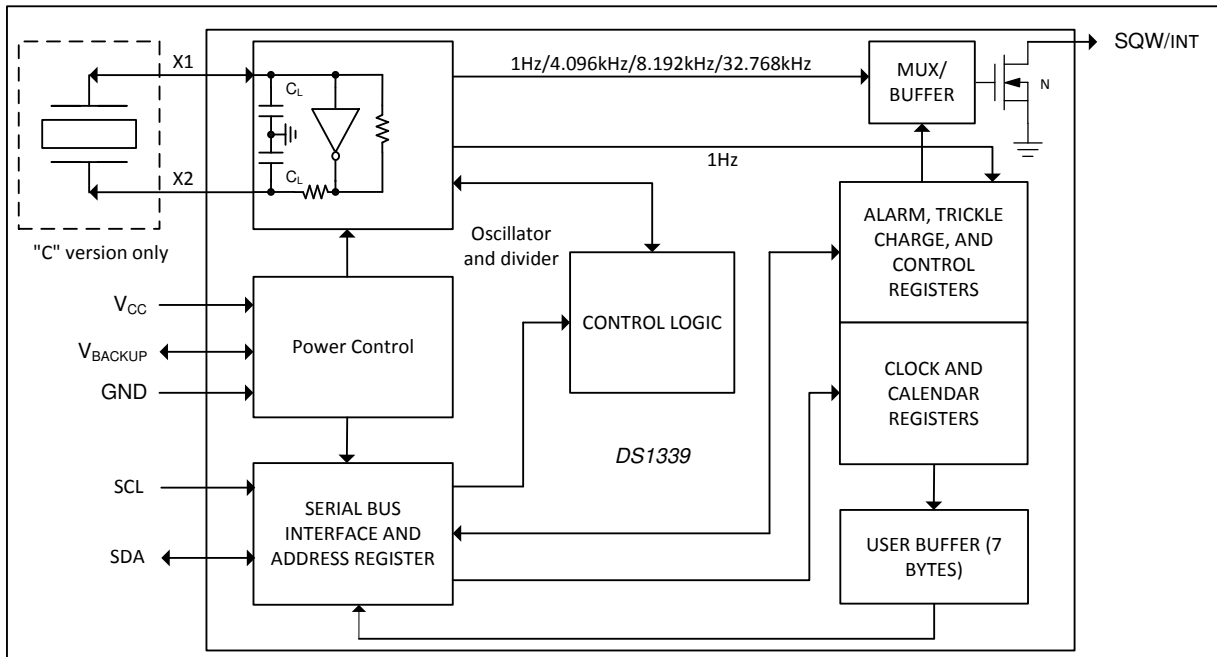 SQW/INT
X1
1Hz/4.096kHz/8.192kHz/32.768kHz
MUX/
BUFFER
N
CL
CL
1Hz
X2
"C" version only
Oscillator
and divider
ALARM, TRICKLE
CHARGE, AND
CONTROL
REGISTERS
VCC
VBACKUP
GND
Power Control
CONTROL LOGIC
CLOCK AND
CALENDAR
REGISTERS
DS1339
SCL
SDA
SERIAL BUS
INTERFACE AND
ADDRESS REGISTER
USER BUFFER (7
BYTES)